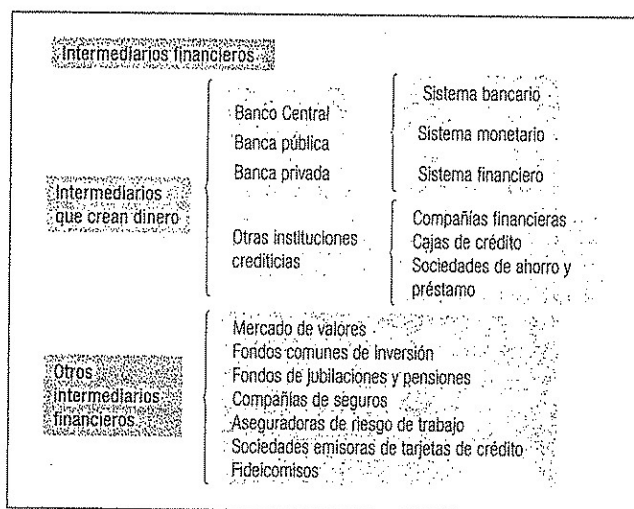 Intermediarios financieros
Intermediarios
que crean dinero
Banco Central
Banca pública
Banca privada
Sistema bancario
Sistema monetario
Sistema financiero
Otras instituciones
crediticias
Compañías financieras
Cajas de crédito
Sociedades de ahorro y
préstamo
Otros
intermediarios
financieros
Mercado de valores
Fondos comunes de inversión
Fondos de jubilaciones y pensiones
Compañías de seguros
Aseguradoras de riesgo de trabajo
Sociedades emisoras de tarjetas de crédito
Fideicomisos